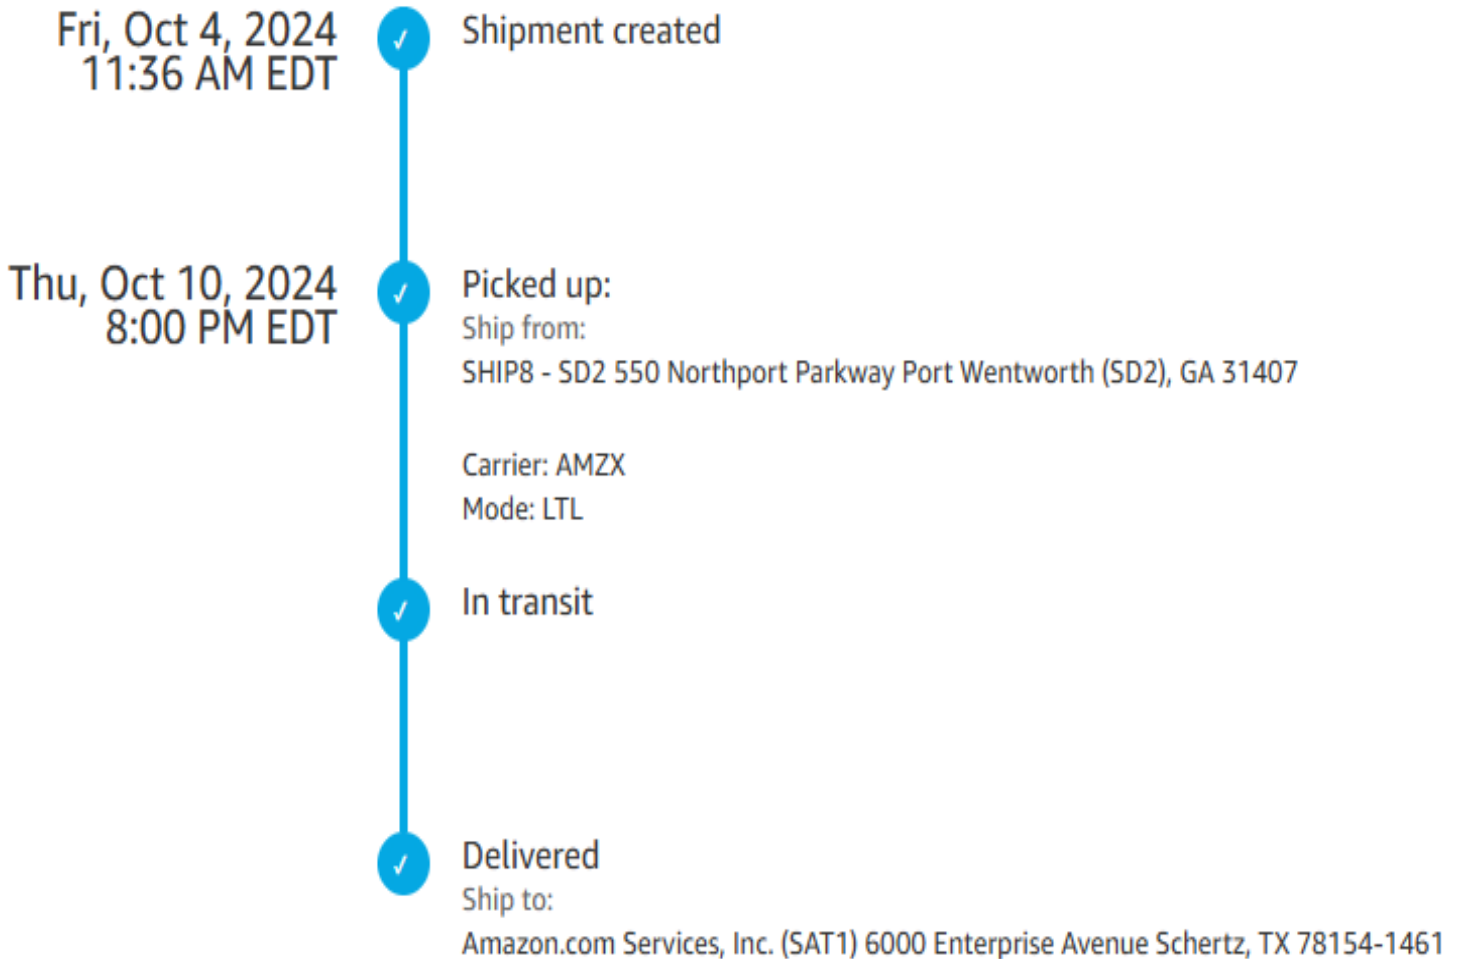 Fri, Oct 4, 2024
11:36 AM EDT
Shipment created
Thu, Oct 10, 2024
8:00 PM EDT
Picked up:
Ship from:
SHIP8 - SD2 550 Northport Parkway Port Wentworth (SD2), GA 31407
Carrier: AMZX
Mode: LTL
In transit
Delivered
Ship to:
Amazon.com Services, Inc. (SAT1) 6000 Enterprise Avenue Schertz, TX 78154-1461